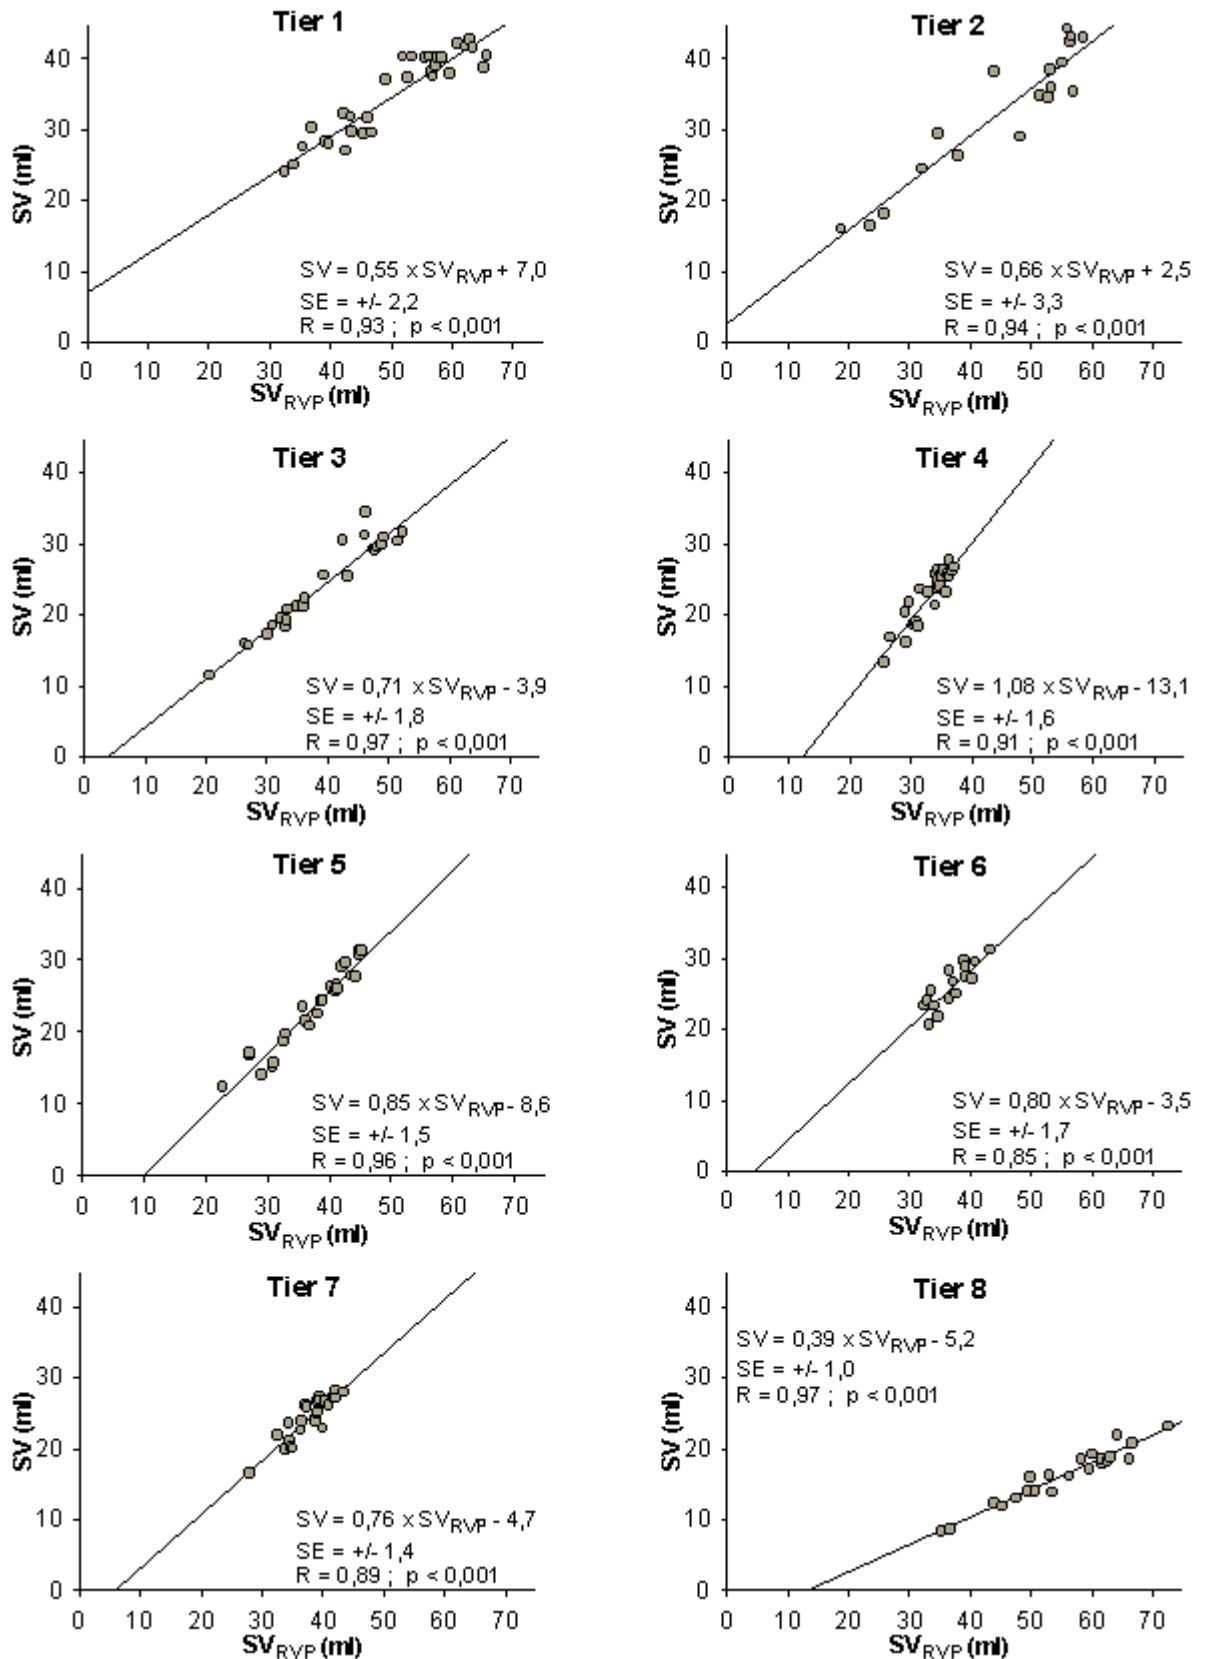 Tier 1
40
30
20
10
0
SV (ml)
SV = 0,55 x SVRVP + 7,0
SE = +/- 2,2
R = 0,93 ; p < 0,001
0 10 20 30 40 50 60 70
SVRVP (ml)
Tier 2
40
30
20
10
0
SV (ml)
SV = 0,66 x SVRVP + 2,5
SE = +/- 3,3
R = 0,94 ; p < 0,001
0 10 20 30 40 50 60 70
SVRVP (ml)
Tier 3
40
30
20
10
0
SV (ml)
SV = 0,71 x SVRVP - 3,9
SE = +/- 1,8
R = 0,97 ; p < 0,001
0 10 20 30 40 50 60 70
SVRVP (ml)
Tier 4
40
30
20
10
0
SV (ml)
SV = 1,08 x SVRVP - 13,1
SE = +/- 1,6
R = 0,91 ; p < 0,001
0 10 20 30 40 50 60 70
SVRVP (ml)
Tier 5
40
30
20
10
0
SV (ml)
SV = 0,85 x SVRVP - 8,6
SE = +/- 1,5
R = 0,96 ; p < 0,001
0 10 20 30 40 50 60 70
SVRVP (ml)
Tier 6
40
30
20
10
0
SV (ml)
SV = 0,80 x SVRVP - 3,5
SE = +/- 1,7
R = 0,85 ; p < 0,001
0 10 20 30 40 50 60 70
SVRVP (ml)
Tier 7
40
30
20
10
0
SV (ml)
SV = 0,76 x SVRVP - 4,7
SE = +/- 1,4
R = 0,89 ; p < 0,001
0 10 20 30 40 50 60 70
SVRVP (ml)
Tier 8
40
30
20
10
0
SV (ml)
SV = 0,39 x SVRVP - 5,2
SE = +/- 1,0
R = 0,97 ; p < 0,001
0 10 20 30 40 50 60 70
SVRVP (ml)